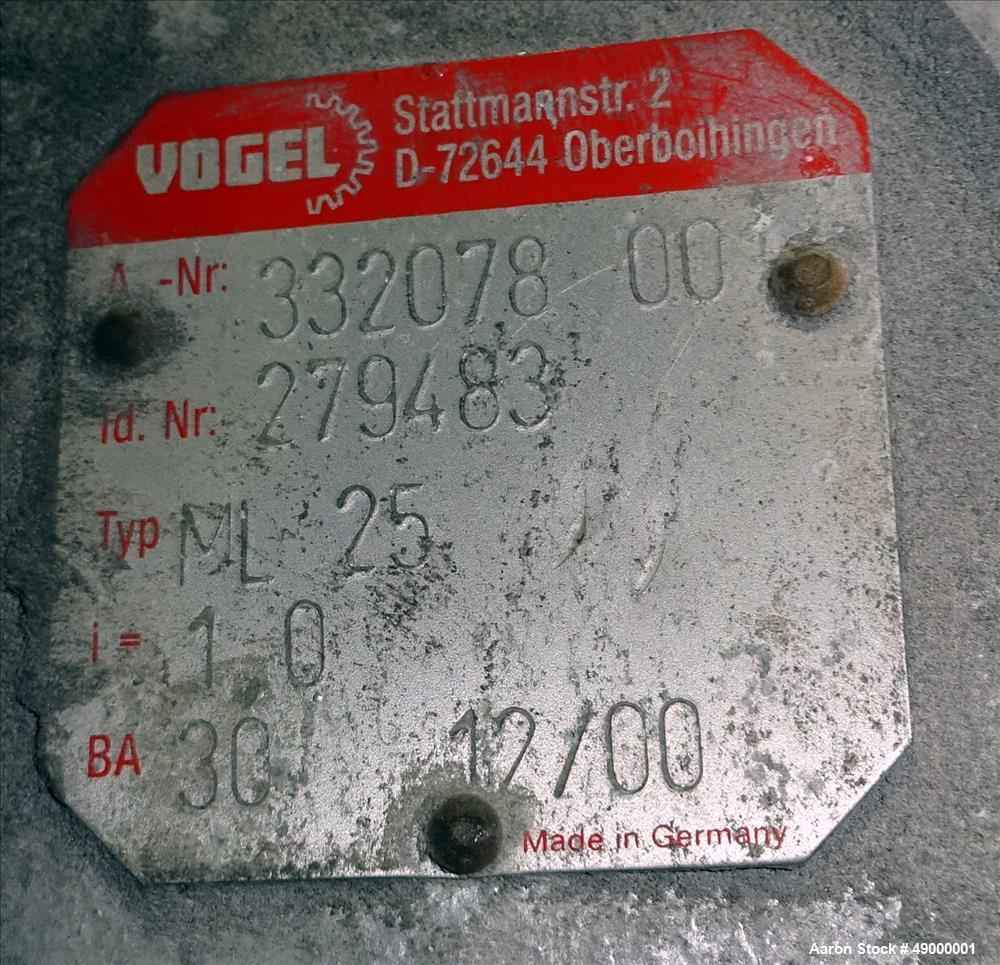 VOGEL
Stattmannstr. 2
D-72644 Oberboihingen
A -Nr: 332078 00
Id. Nr: 279483
Typ ML 25
i = 1 0
BA 30 12/00
Made in Germany
Aaron Stock # 49000001